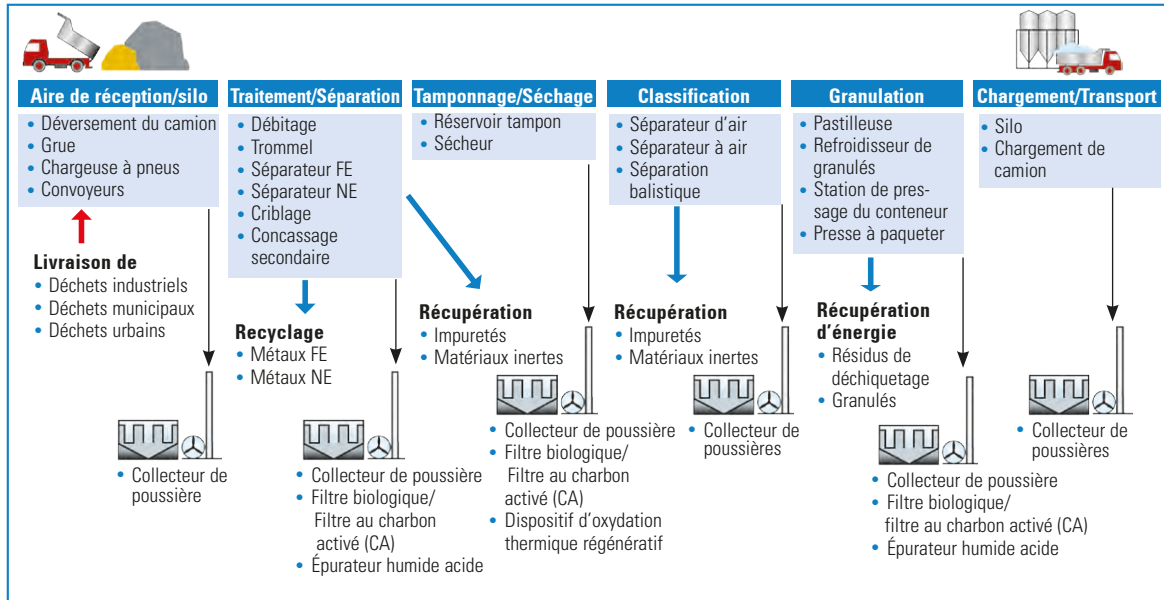 Aire de réception/silo
• Déversement du camion
• Grue
• Chargeuse à pneus
• Convoyeurs
Livraison de
• Déchets industriels
• Déchets municipaux
• Déchets urbains
• Collecteur de
poussière
Traitement/Séparation
• Débitage
• Trommel
• Séparateur FE
• Séparateur NE
• Criblage
• Concassage
secondaire
Recyclage
• Métaux FE
• Métaux NE
• Collecteur de poussière
• Filtre biologique/
Filtre au charbon
activé (CA)
• Épurateur humide acide
Tamponnage/Séchage
• Réservoir tampon
• Sécheur
Récupération
• Impuretés
• Matériaux inertes
• Collecteur de poussière
• Filtre biologique/
Filtre au charbon
activé (CA)
• Dispositif d'oxydation
thermique régénératif
Classification
• Séparateur d'air
• Séparateur à air
• Séparation
balistique
Récupération
• Impuretés
• Matériaux inertes
• Collecteur de
poussières
Granulation
• Pastilleuse
• Refroidisseur de
granulés
• Station de pres-
sage du conteneur
• Presse à paqueter
Récupération
d'énergie
• Résidus de
déchiquetage
• Granulés
• Collecteur de poussière
• Filtre biologique/
filtre au charbon activé (CA)
• Épurateur humide acide
Chargement/Transport
• Silo
• Chargement de
camion
• Collecteur de
poussières